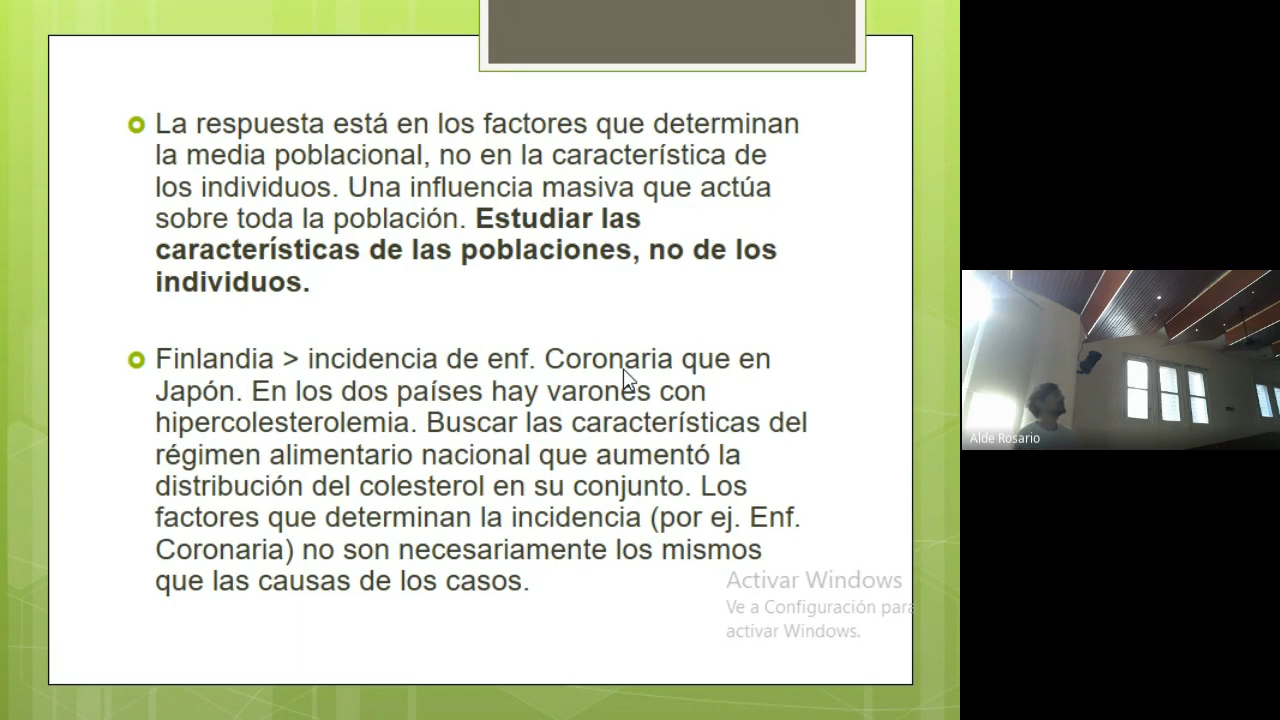 La respuesta está en los factores que determinan
la media poblacional, no en la característica de
los individuos. Una influencia masiva que actúa
sobre toda la población. Estudiar las
características de las poblaciones, no de los
individuos.
Finlandia > incidencia de enf. Coronaria que en
Japón. En los dos países hay varones con
hipercolesterolemia. Buscar las características del
régimen alimentario nacional que aumentó la
distribución del colesterol en su conjunto. Los
factores que determinan la incidencia (por ej. Enf.
Coronaria) no son necesariamente los mismos
que las causas de los casos.
Activar Windows
Ve a Configuración para
activar Windows.
Alde Rosario